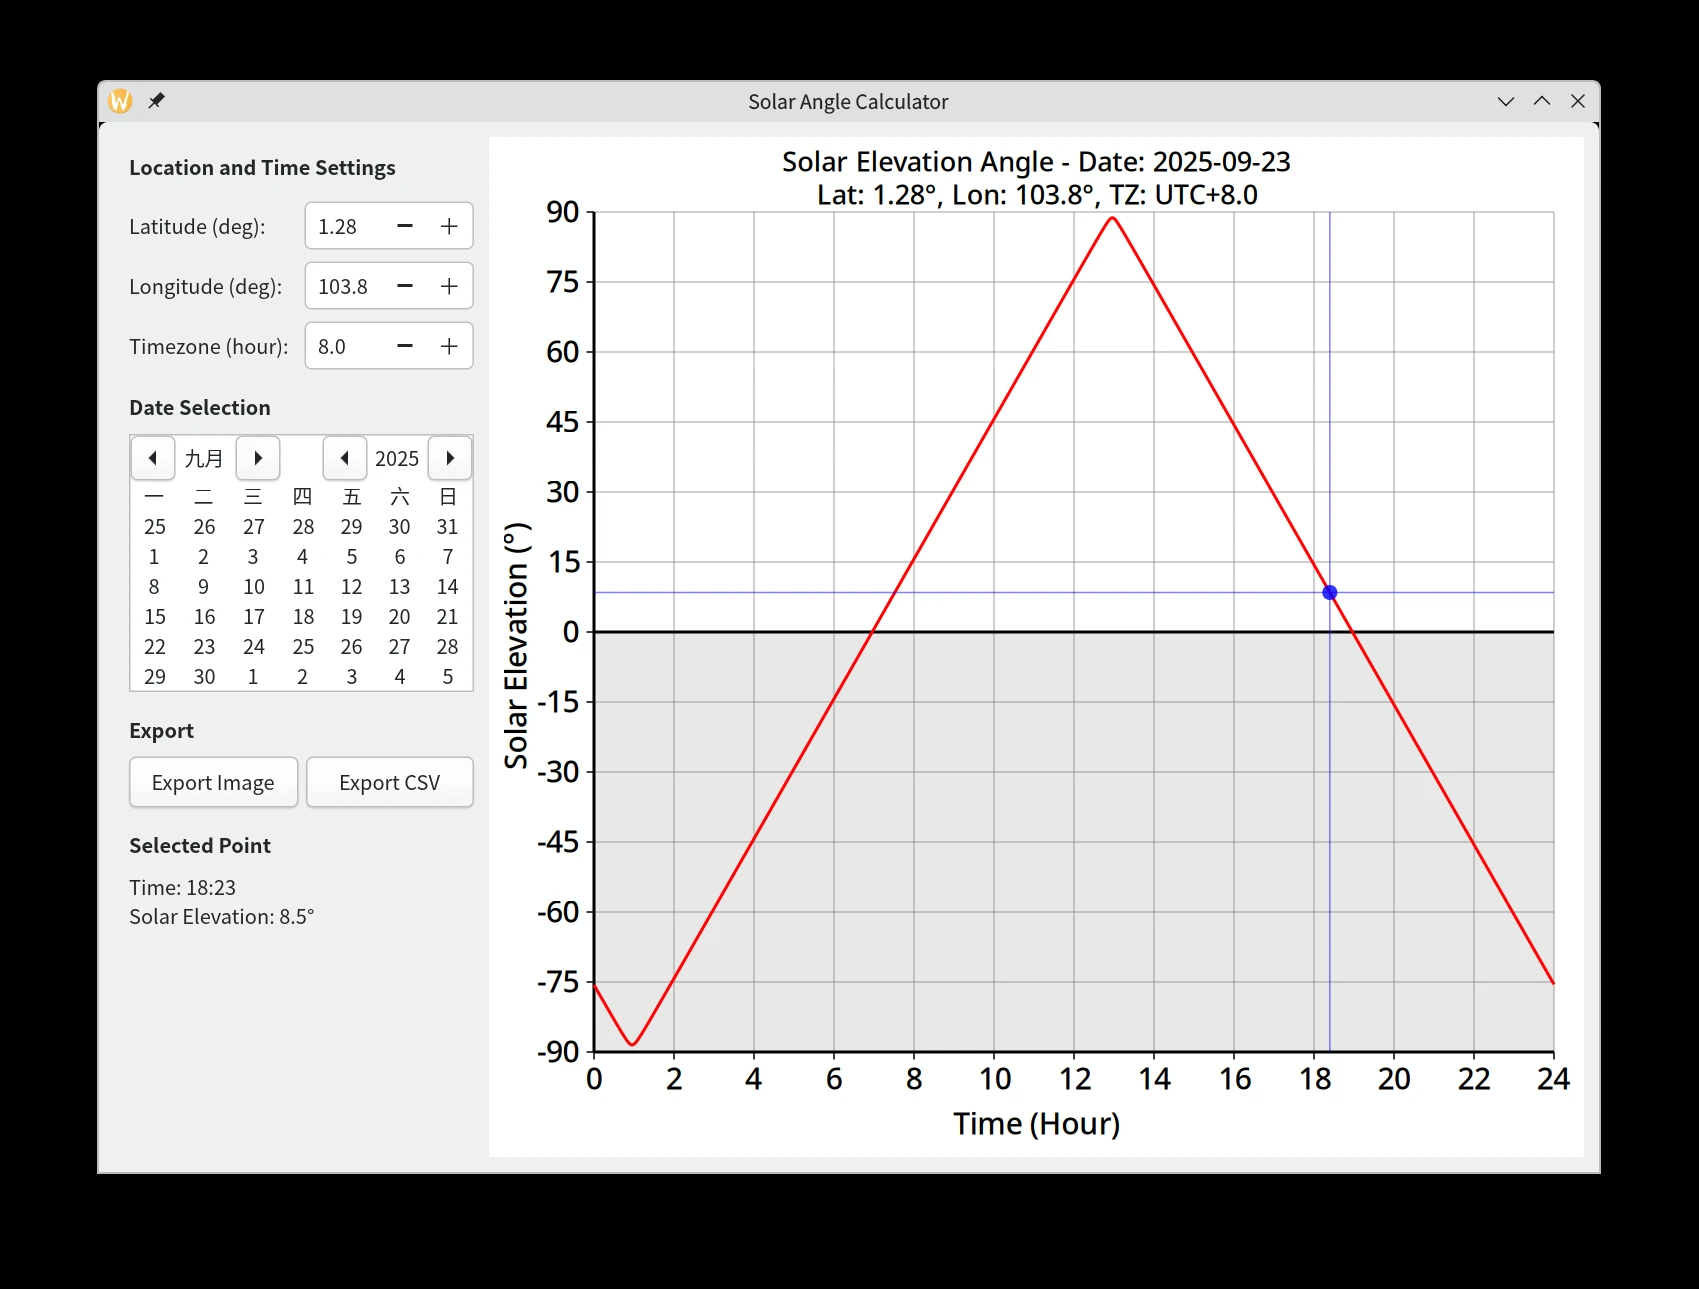 Solar Angle Calculator
Location and Time Settings
Latitude (deg): 1.28
Longitude (deg): 103.8
Timezone (hour): 8.0
Date Selection
九月 2025
一 二 三 四 五 六 日
25 26 27 28 29 30 31
1 2 3 4 5 6 7
8 9 10 11 12 13 14
15 16 17 18 19 20 21
22 23 24 25 26 27 28
29 30 1 2 3 4 5
Export
Export Image Export CSV
Selected Point
Time: 18:23
Solar Elevation: 8.5°
Solar Elevation Angle - Date: 2025-09-23
Lat: 1.28°, Lon: 103.8°, TZ: UTC+8.0
Solar Elevation (°)
90
75
60
45
30
15
0
-15
-30
-45
-60
-75
-90
0 2 4 6 8 10 12 14 16 18 20 22 24
Time (Hour)